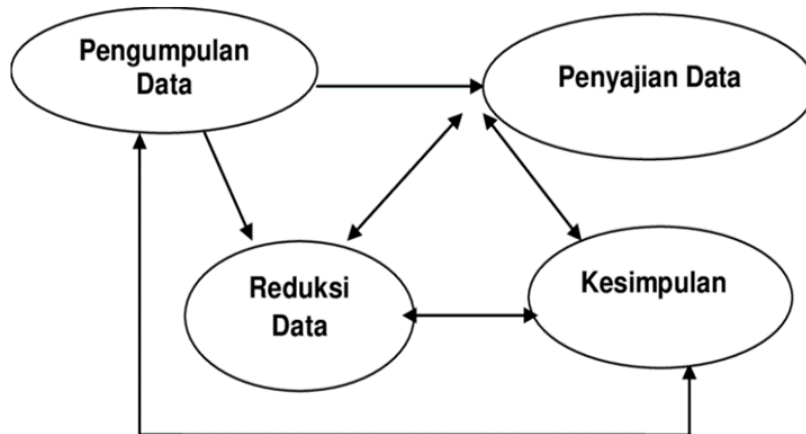 Pengumpulan
Data
Penyajian Data
Reduksi
Data
Kesimpulan